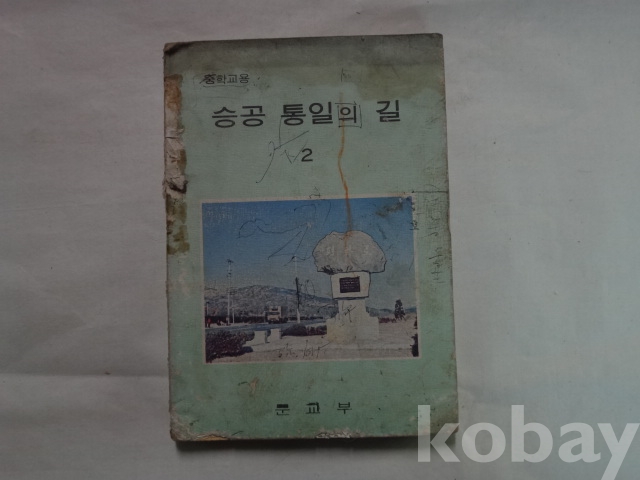 중학교용
승공 통일의 길
2
문교부
kobay